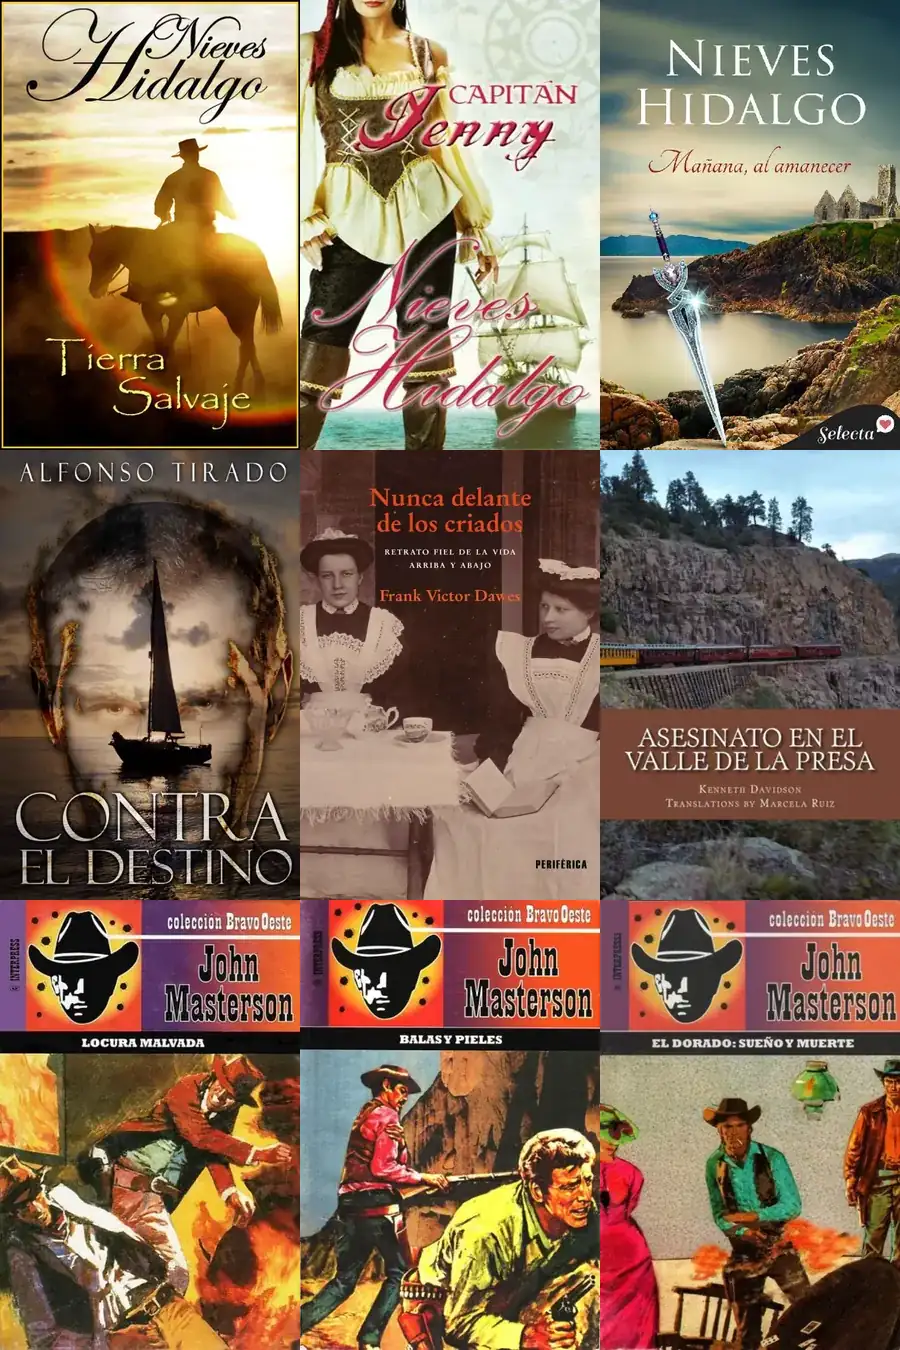 Nieves
Hidalgo
Tierra
Salvaje
CAPITÁN
Jenny
Nieves
Hidalgo
NIEVES
HIDALGO
Mañana, al amanecer
Selecta
ALFONSO TIRADO
CONTRA
EL DESTINO
Nunca delante
de los criados
RETRATO FIEL DE LA VIDA
ARRIBA Y ABAJO
Frank Victor Dawes
PERIFÉRICA
ASESINATO EN EL
VALLE DE LA PRESA
KENNETH DAVIDSON
TRANSLATIONS BY MARCELA RUIZ
INTERPRESS
colección Bravo Oeste
John
Masterson
LOCURA MALVADA
INTERPRESS
colección Bravo Oeste
John
Masterson
BALAS Y PIELES
INTERPRESS
colección Bravo Oeste
John
Masterson
EL DORADO: SUEÑO Y MUERTE